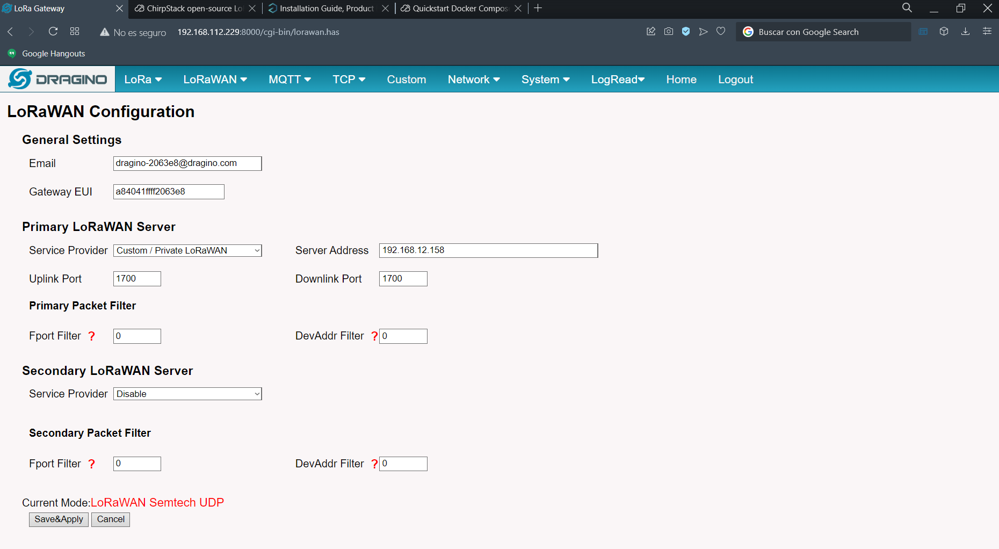 LoRa Gateway
ChirpStack open-source Lo
Installation Guide, Product
Quickstart Docker Compos
No es seguro 192.168.112.229:8000/cgi-bin/lorawan.has
Buscar con Google Search
Google Hangouts
DRAGINO LoRa LoRaWAN MQTT TCP Custom Network System LogRead Home Logout
LoRaWAN Configuration
General Settings
Email dragino-2063e8@dragino.com
Gateway EUI a84041ffff2063e8
Primary LoRaWAN Server
Service Provider Custom / Private LoRaWAN Server Address 192.168.12.158
Uplink Port 1700 Downlink Port 1700
Primary Packet Filter
Fport Filter ? 0 DevAddr Filter ? 0
Secondary LoRaWAN Server
Service Provider Disable
Secondary Packet Filter
Fport Filter ? 0 DevAddr Filter ? 0
Current Mode:LoRaWAN Semtech UDP
Save&Apply Cancel